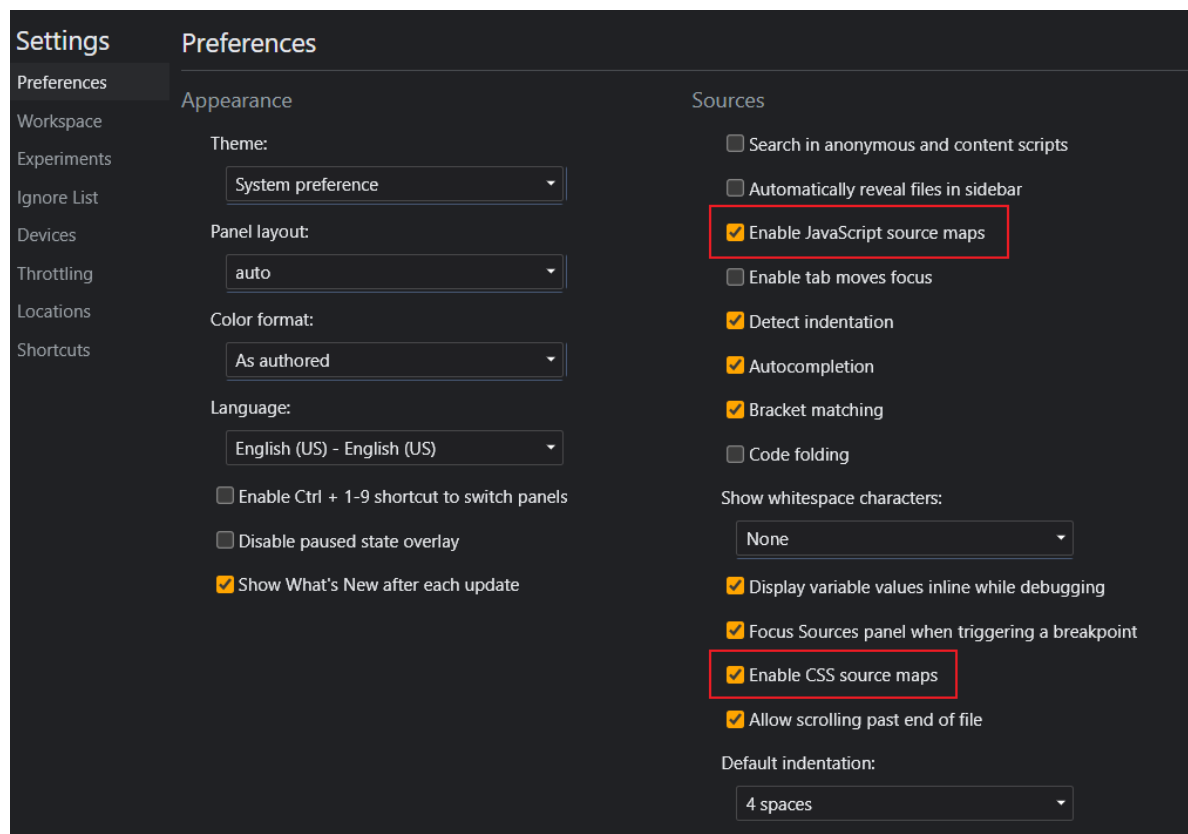 Settings
Preferences
Workspace
Experiments
Ignore List
Devices
Throttling
Locations
Shortcuts
Preferences
Appearance
Theme:
System preference
Panel layout:
auto
Color format:
As authored
Language:
English (US) - English (US)
Enable Ctrl + 1-9 shortcut to switch panels
Disable paused state overlay
Show What's New after each update
Sources
Search in anonymous and content scripts
Automatically reveal files in sidebar
Enable JavaScript source maps
Enable tab moves focus
Detect indentation
Autocompletion
Bracket matching
Code folding
Show whitespace characters:
None
Display variable values inline while debugging
Focus Sources panel when triggering a breakpoint
Enable CSS source maps
Allow scrolling past end of file
Default indentation:
4 spaces